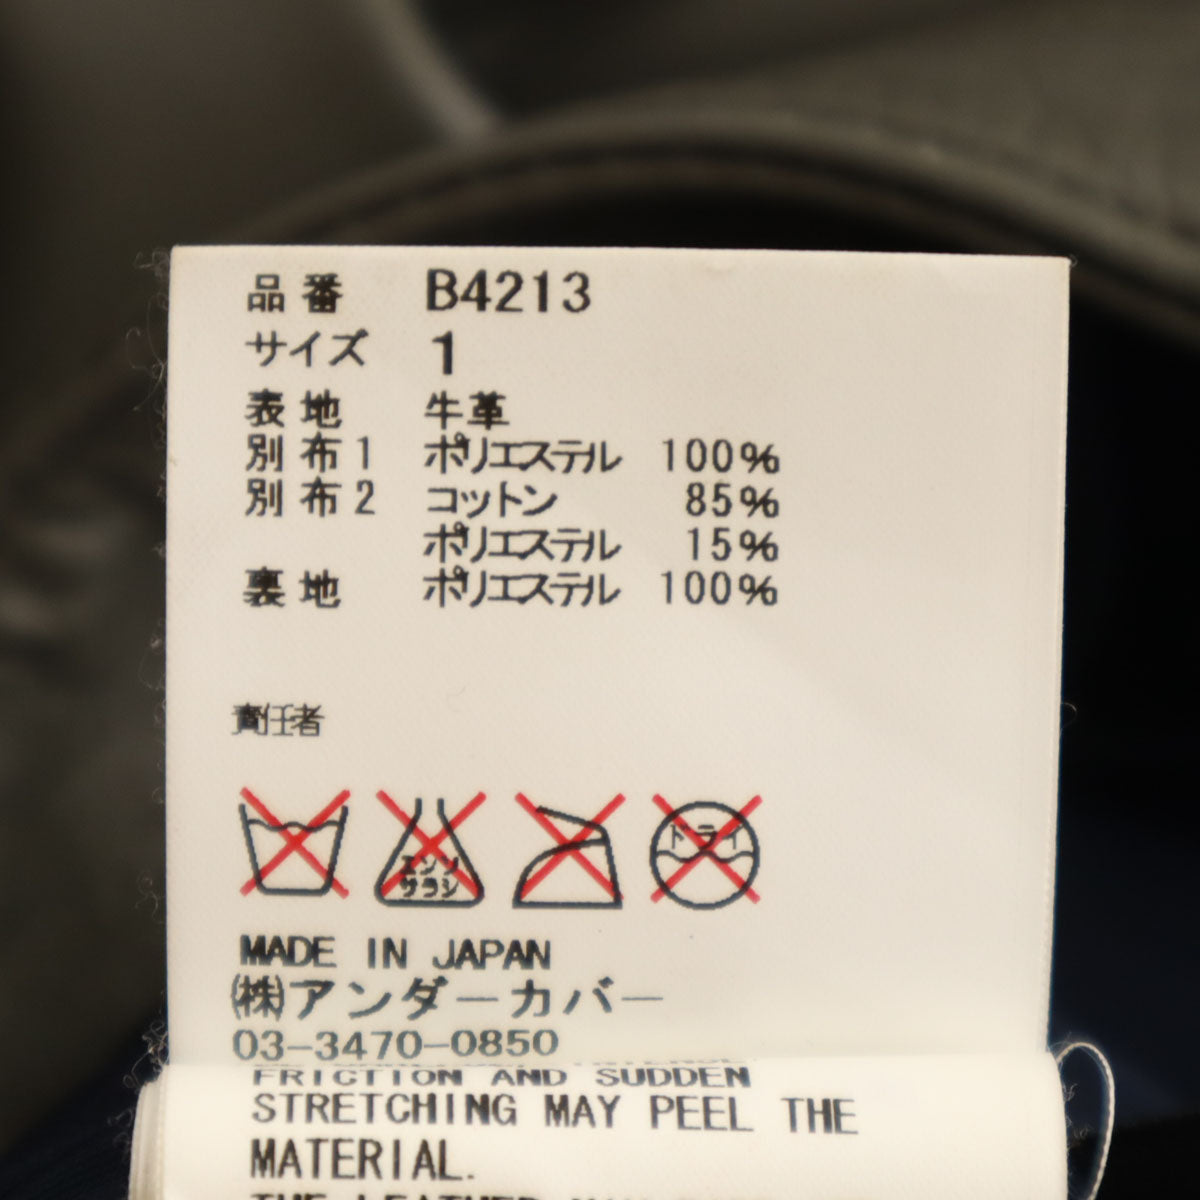 品番 B4213
サイズ 1
表地 牛革
別布1 ポリエステル 100%
別布2 コットン 85%
ポリエステル 15%
裏地 ポリエステル 100%
責任者
エンソ
サラシ
ドライ
MADE IN JAPAN
㈱アンダーカバー
03-3470-0850
FRICTION AND SUDDEN
STRETCHING MAY PEEL THE
MATERIAL.
THE LEATHER